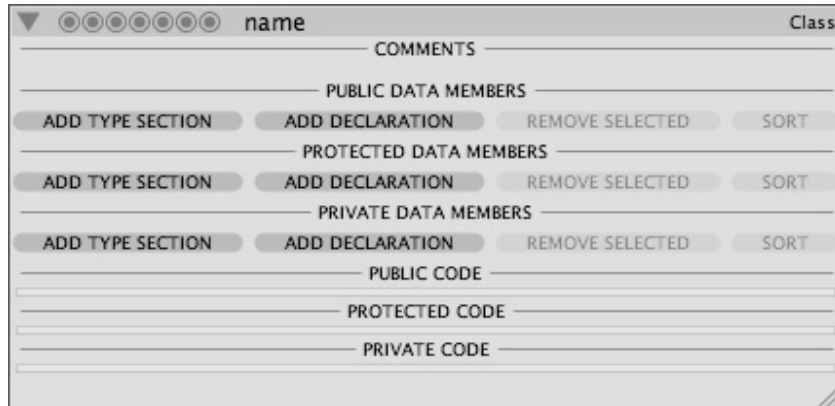 name Class
COMMENTS
PUBLIC DATA MEMBERS
ADD TYPE SECTION ADD DECLARATION REMOVE SELECTED SORT
PROTECTED DATA MEMBERS
ADD TYPE SECTION ADD DECLARATION REMOVE SELECTED SORT
PRIVATE DATA MEMBERS
ADD TYPE SECTION ADD DECLARATION REMOVE SELECTED SORT
PUBLIC CODE
PROTECTED CODE
PRIVATE CODE